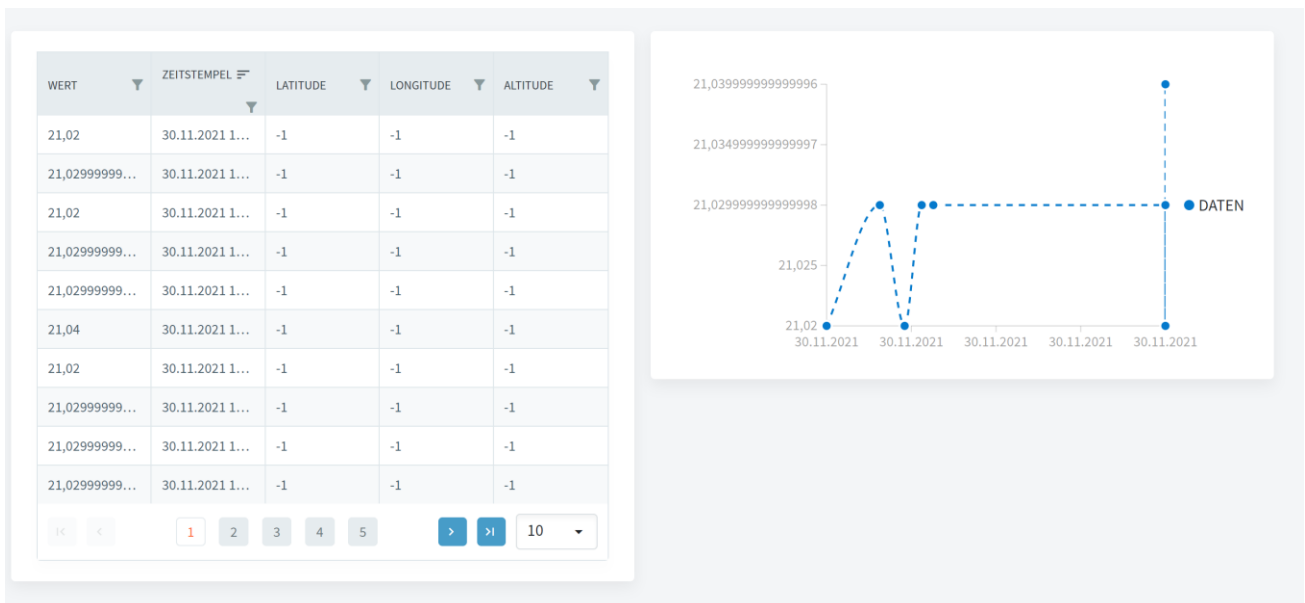 WERT ZEITSTEMPEL LATITUDE LONGITUDE ALTITUDE
21,02 30.11.2021 1... -1 -1 -1
21,02999999... 30.11.2021 1... -1 -1 -1
21,02 30.11.2021 1... -1 -1 -1
21,02999999... 30.11.2021 1... -1 -1 -1
21,02999999... 30.11.2021 1... -1 -1 -1
21,04 30.11.2021 1... -1 -1 -1
21,02 30.11.2021 1... -1 -1 -1
21,02999999... 30.11.2021 1... -1 -1 -1
21,02999999... 30.11.2021 1... -1 -1 -1
21,02999999... 30.11.2021 1... -1 -1 -1
1 2 3 4 5 10
21,039999999999996
21,034999999999997
21,029999999999998
21,025
21,02
30.11.2021 30.11.2021 30.11.2021 30.11.2021 30.11.2021
DATEN